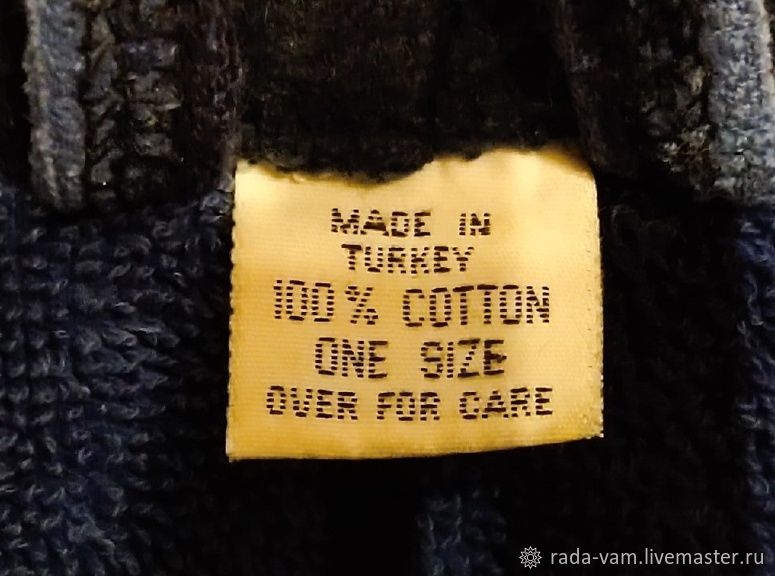 MADE IN
TURKEY
100% COTTON
ONE SIZE
OVER FOR CARE
rada-vam.livemaster.ru